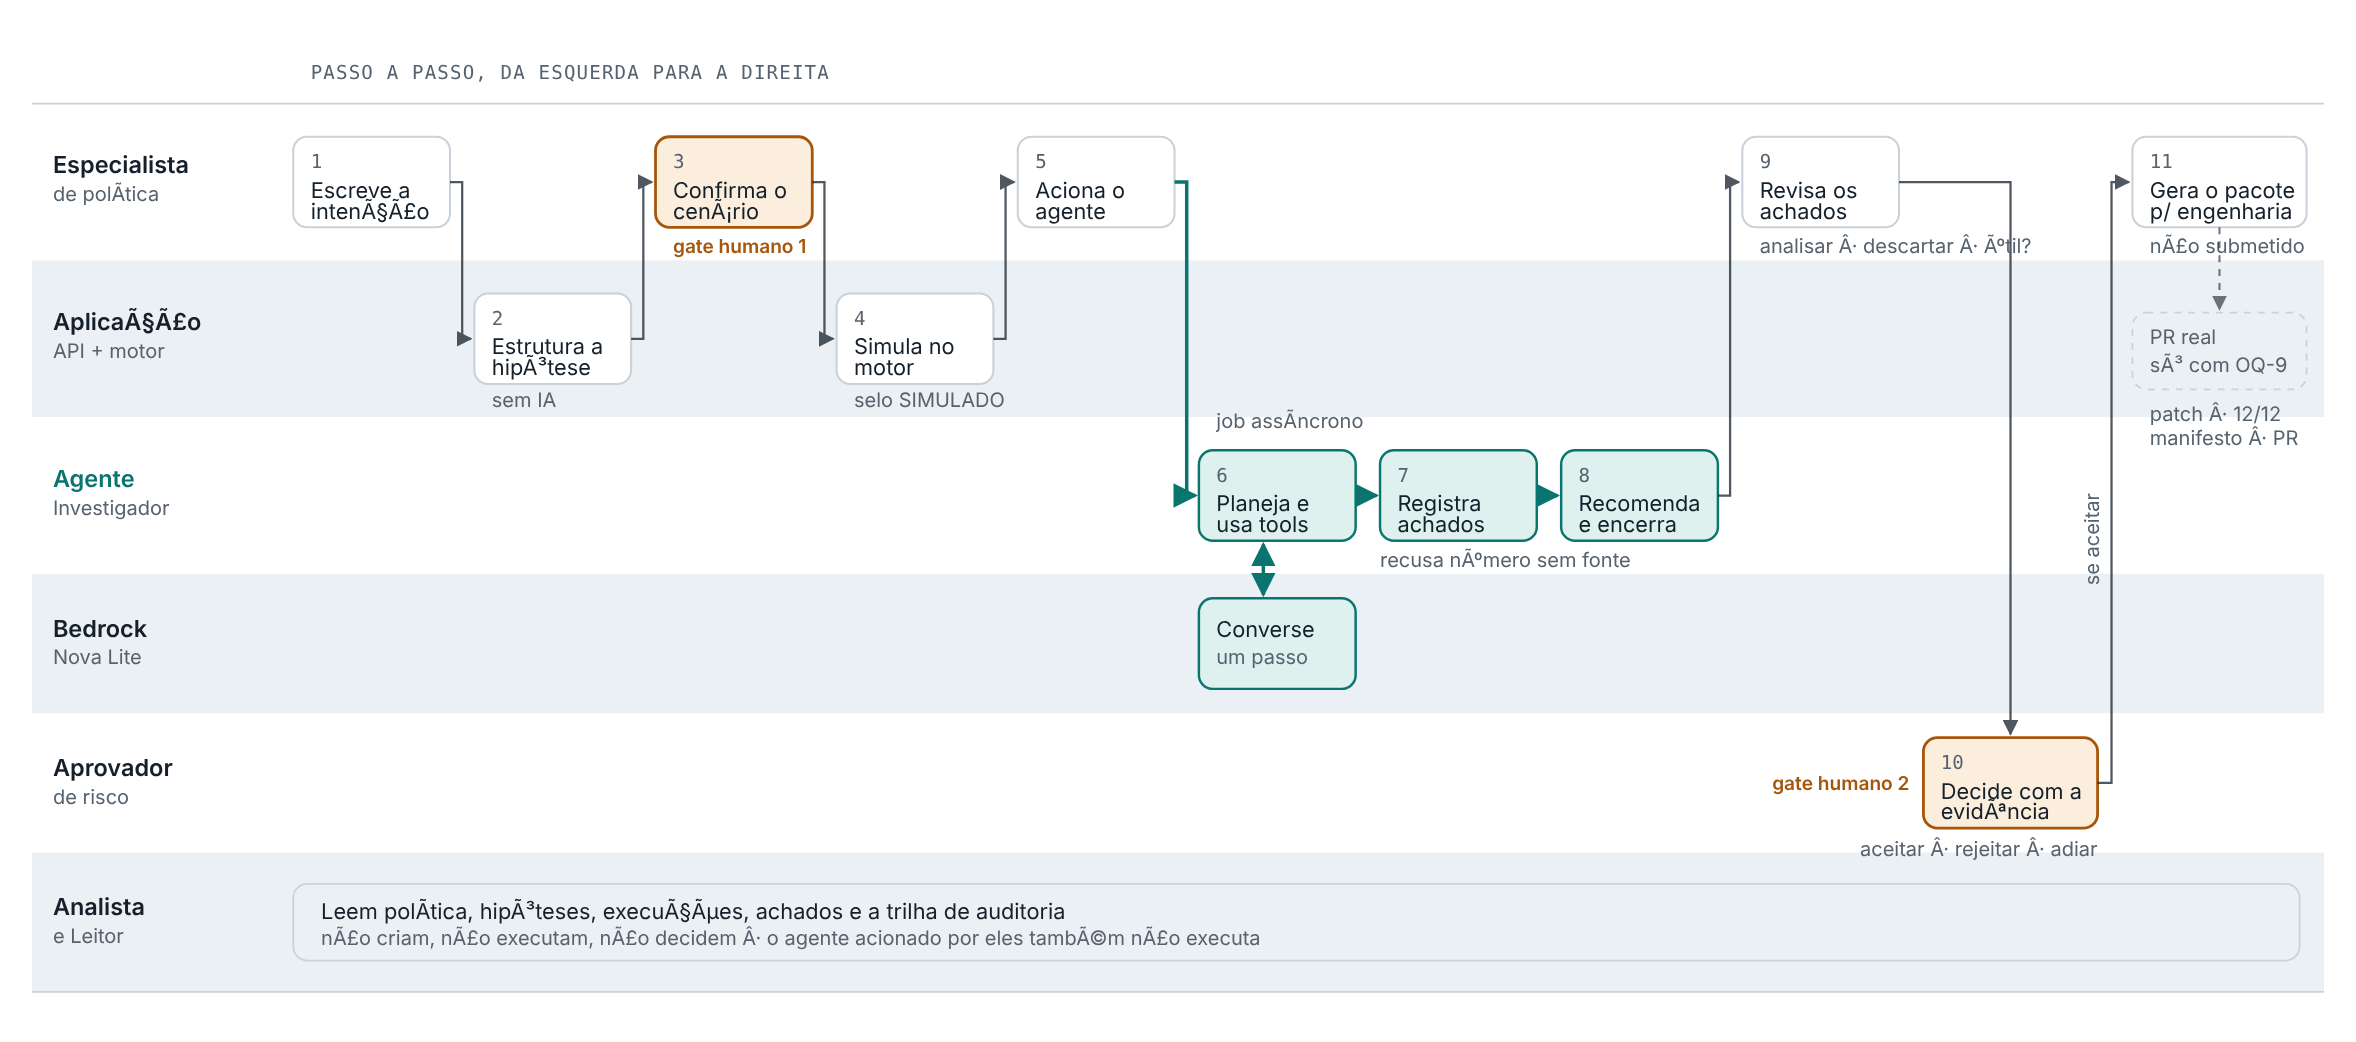 PASSO A PASSO, DA ESQUERDA PARA A DIREITA
Especialista
de polÃtica
1
Escreve a
intenÃ§Ã£o
3
Confirma o
cenÃ¡rio
gate humano 1
5
Aciona o
agente
9
Revisa os
achados
analisar Â· descartar Â· Ãºtil?
11
Gera o pacote
p/ engenharia
nÃ£o submetido
AplicaÃ§Ã£o
API + motor
2
Estrutura a
hipÃ³tese
sem IA
4
Simula no
motor
selo SIMULADO
PR real
sÃ³ com OQ-9
patch Â· 12/12
manifesto Â· PR
Agente
Investigador
job assÃncrono
6
Planeja e
usa tools
7
Registra
achados
8
Recomenda
e encerra
recusa nÃºmero sem fonte
se aceitar
Bedrock
Nova Lite
Converse
um passo
Aprovador
de risco
gate humano 2
10
Decide com a
evidÃªncia
aceitar Â· rejeitar Â· adiar
Analista
e Leitor
Leem polÃtica, hipÃ³teses, execuÃ§Ãµes, achados e a trilha de auditoria
nÃ£o criam, nÃ£o executam, nÃ£o decidem Â· o agente acionado por eles tambÃ©m nÃ£o executa